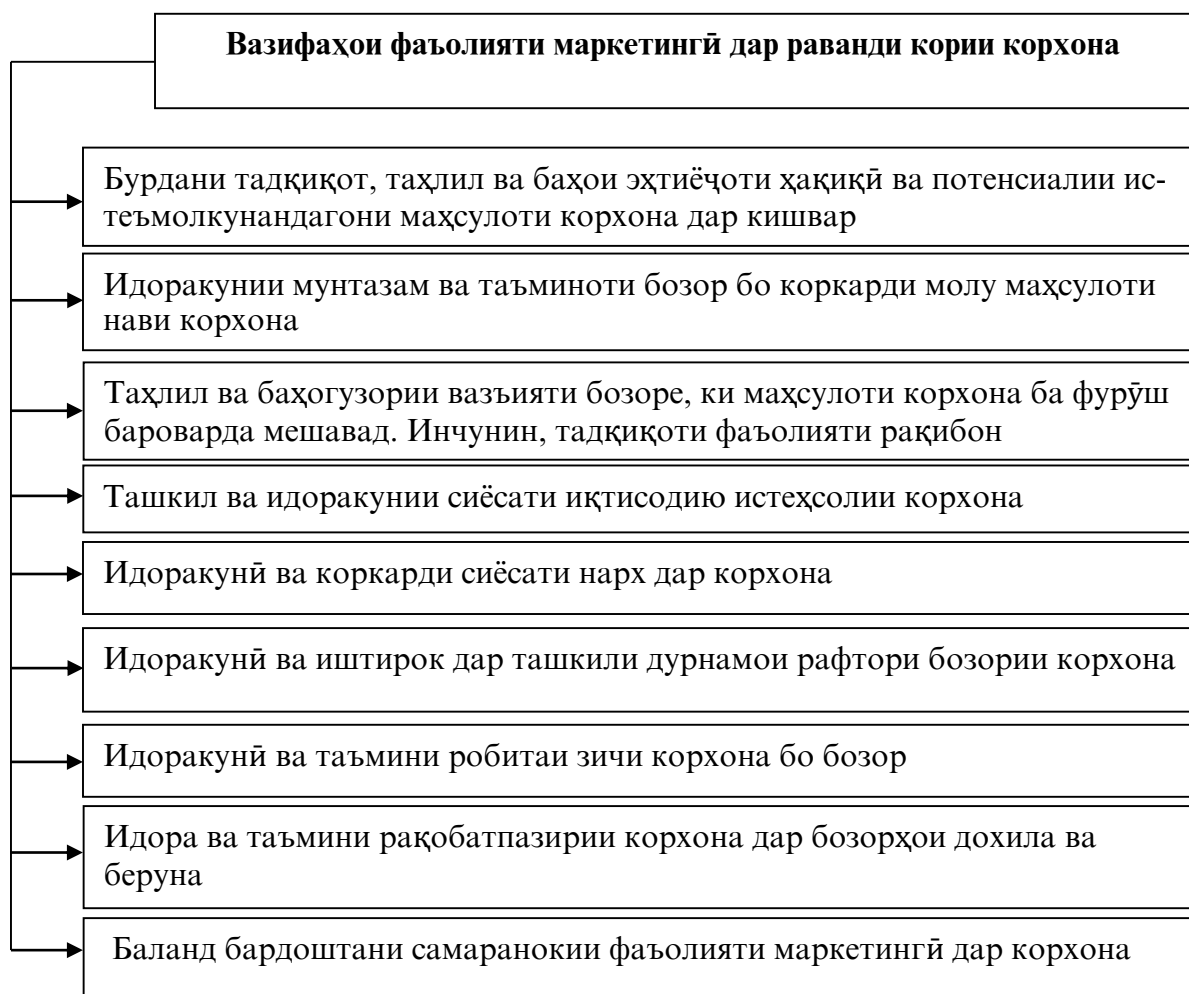 Вазифаҳои фаъолияти маркетингӣ дар раванди кории корхона
Бурдани тадқиқот, таҳлил ва баҳои эҳтиёҷоти ҳақиқӣ ва потенсиалии ис-
теъмолкунандагони маҳсулоти корхона дар кишвар
Идоракунии мунтазам ва таъминоти бозор бо коркарди молу маҳсулоти
нави корхона
Таҳлил ва баҳогузории вазъияти бозоре, ки маҳсулоти корхона ба фурӯш
бароварда мешавад. Инчунин, тадқиқоти фаъолияти рақибон
Ташкил ва идоракунии сиёсати иқтисодию истеҳсолии корхона
Идоракунӣ ва коркарди сиёсати нарх дар корхона
Идоракунӣ ва иштирок дар ташкили дурнамои рафтори бозории корхона
Идоракунӣ ва таъмини робитаи зичи корхона бо бозор
Идора ва таъмини рақобатпазирии корхона дар бозорҳои дохила ва
беруна
Баланд бардоштани самаранокии фаъолияти маркетингӣ дар корхона